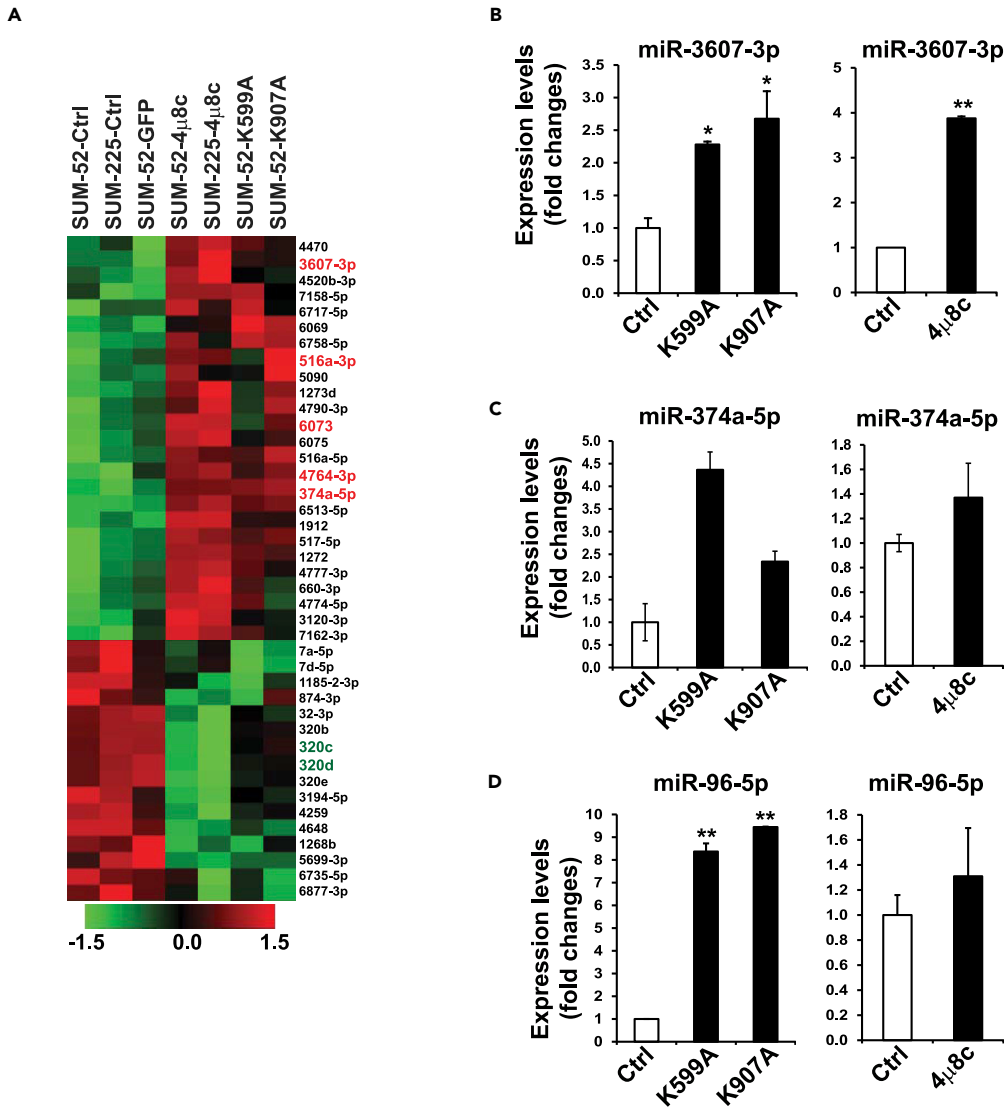 A
SUM-52-Ctrl
SUM-225-Ctrl
SUM-52-GFP
SUM-52-4μ8c
SUM-225-4μ8c
SUM-52-K599A
SUM-52-K907A
4470
3607-3p
4520b-3p
7158-5p
6717-5p
6069
6758-5p
516a-3p
5090
1273d
4790-3p
6073
6075
516a-5p
4764-3p
374a-5p
6513-5p
1912
517-5p
1272
4777-3p
660-3p
4774-5p
3120-3p
7162-3p
7a-5p
7d-5p
1185-2-3p
874-3p
32-3p
320b
320c
320d
320e
3194-5p
4259
4648
1268b
5699-3p
6735-5p
6877-3p
-1.5 0.0 1.5
B
miR-3607-3p
Expression levels
(fold changes)
3.5
3.0
2.5
2.0
1.5
1.0
0.5
0.0
*
*
Ctrl
K599A
K907A
miR-3607-3p
5
4
3
2
1
0
**
Ctrl
4μ8c
C
miR-374a-5p
Expression levels
(fold changes)
5.0
4.5
4.0
3.5
3.0
2.5
2.0
1.5
1.0
0.5
0.0
Ctrl
K599A
K907A
miR-374a-5p
1.8
1.6
1.4
1.2
1.0
0.8
0.6
0.4
0.2
0.0
Ctrl
4μ8c
D
miR-96-5p
Expression levels
(fold changes)
10
9
8
7
6
5
4
3
2
1
0
**
**
Ctrl
K599A
K907A
miR-96-5p
1.8
1.6
1.4
1.2
1.0
0.8
0.6
0.4
0.2
0.0
Ctrl
4μ8c